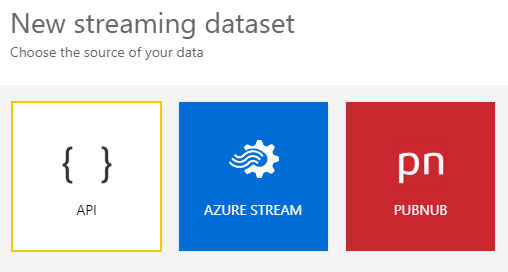 New streaming dataset
Choose the source of your data
{ }
pn
API
AZURE STREAM
PUBNUB